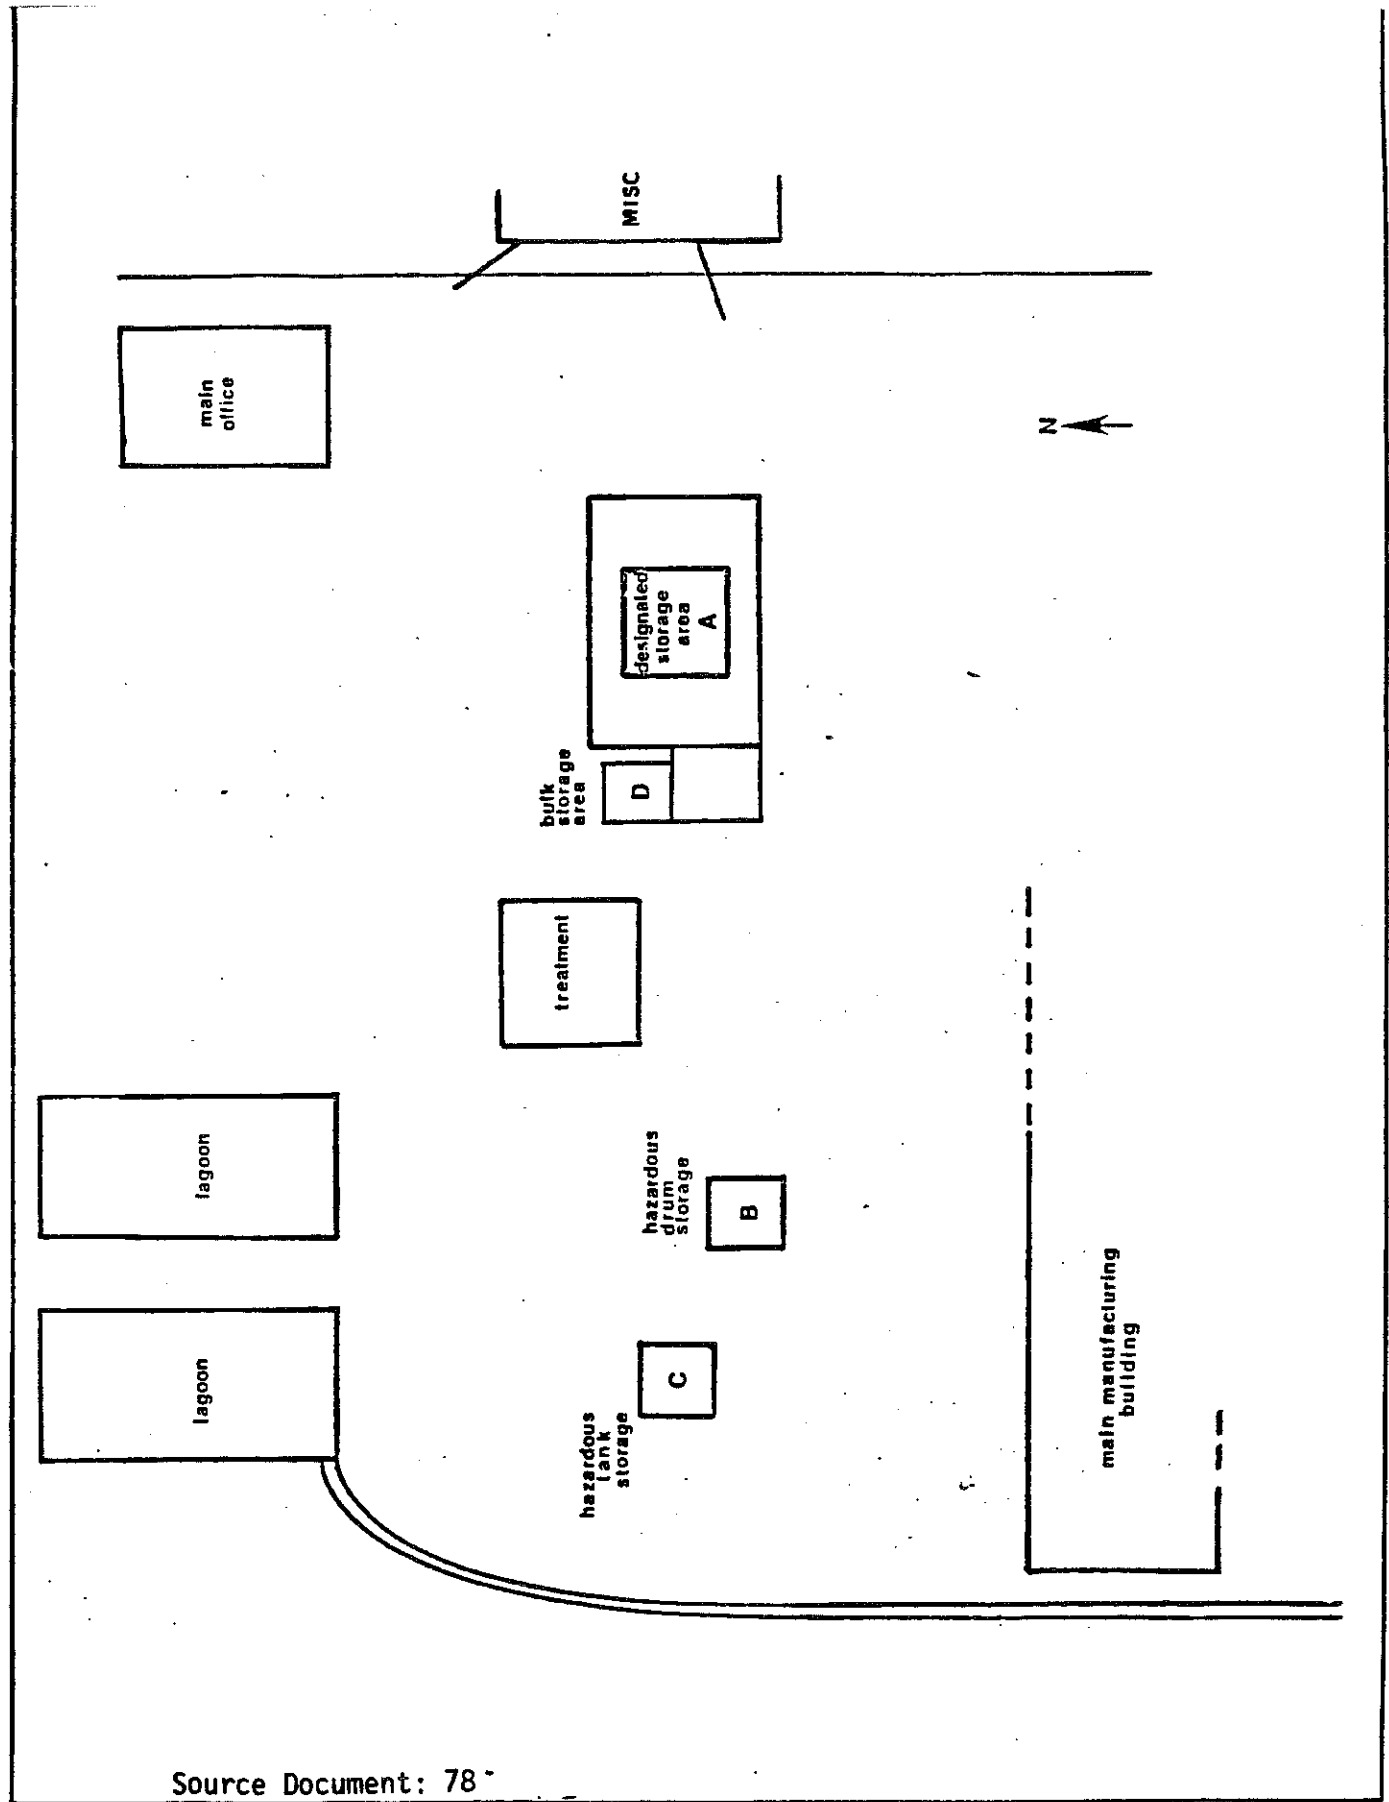 MISC
main
office
N
designated
storage
area
A
bulk
storage
area
D
treatment
lagoon
hazardous
drum
storage
B
lagoon
hazardous
tank
storage
C
main manufacturing
building
Source Document: 78